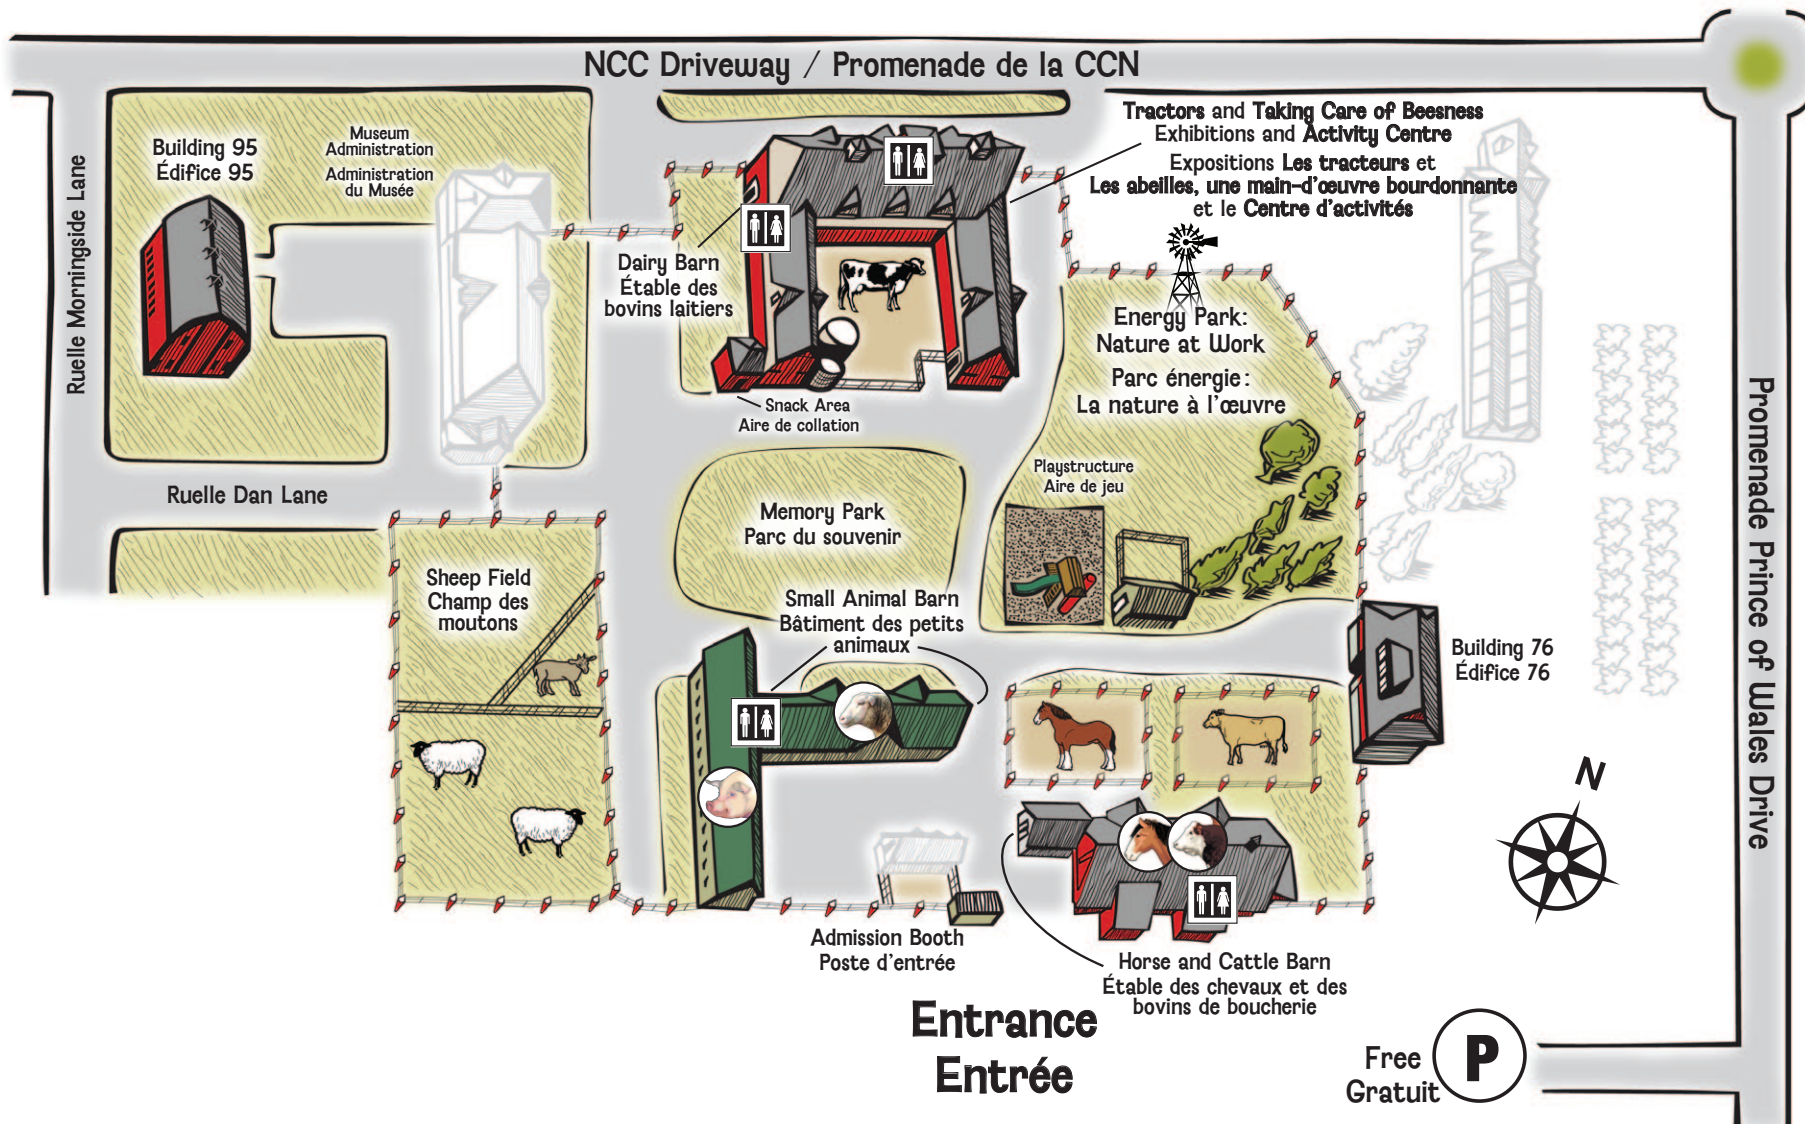 NCC Driveway / Promenade de la CCN
Tractors and Taking Care of Beesness
Exhibitions and Activity Centre
Expositions Les tracteurs et
Les abeilles, une main-d'œuvre bourdonnante
et le Centre d'activités
Building 95
Édifice 95
Museum
Administration
Administration
du Musée
Ruelle Morningside Lane
Dairy Barn
Étable des
bovins laitiers
Energy Park:
Nature at Work
Parc énergie:
La nature à l'œuvre
Snack Area
Aire de collation
Promenade Prince of Wales Drive
Playstructure
Aire de jeu
Ruelle Dan Lane
Memory Park
Parc du souvenir
Sheep Field
Champ des
moutons
Small Animal Barn
Bâtiment des petits
animaux
Building 76
Édifice 76
N
Admission Booth
Poste d'entrée
Horse and Cattle Barn
Étable des chevaux et des
bovins de boucherie
Entrance
Entrée
Free
Gratuit
P